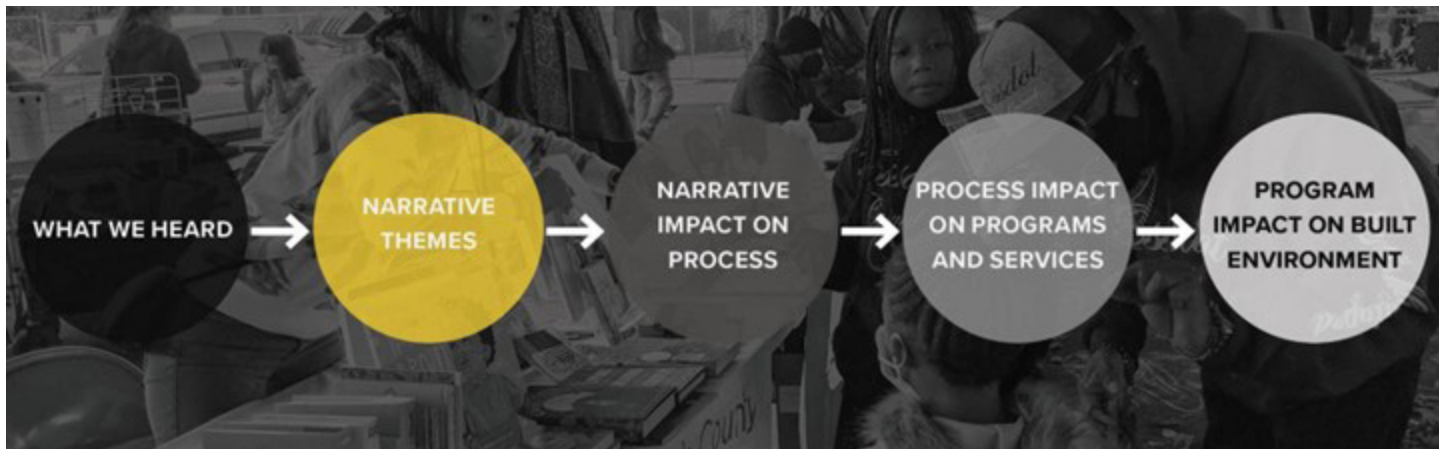 WHAT WE HEARD
NARRATIVE
THEMES
NARRATIVE
IMPACT ON
PROCESS
PROCESS IMPACT
ON PROGRAMS
AND SERVICES
PROGRAM
IMPACT ON BUILT
ENVIRONMENT